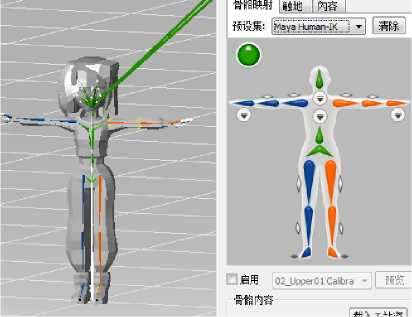 骨骼映射 触地 内容
预设集: Maya Human-IK 清除
启用 02_Upper01 Calibra 预览
骨骼内容